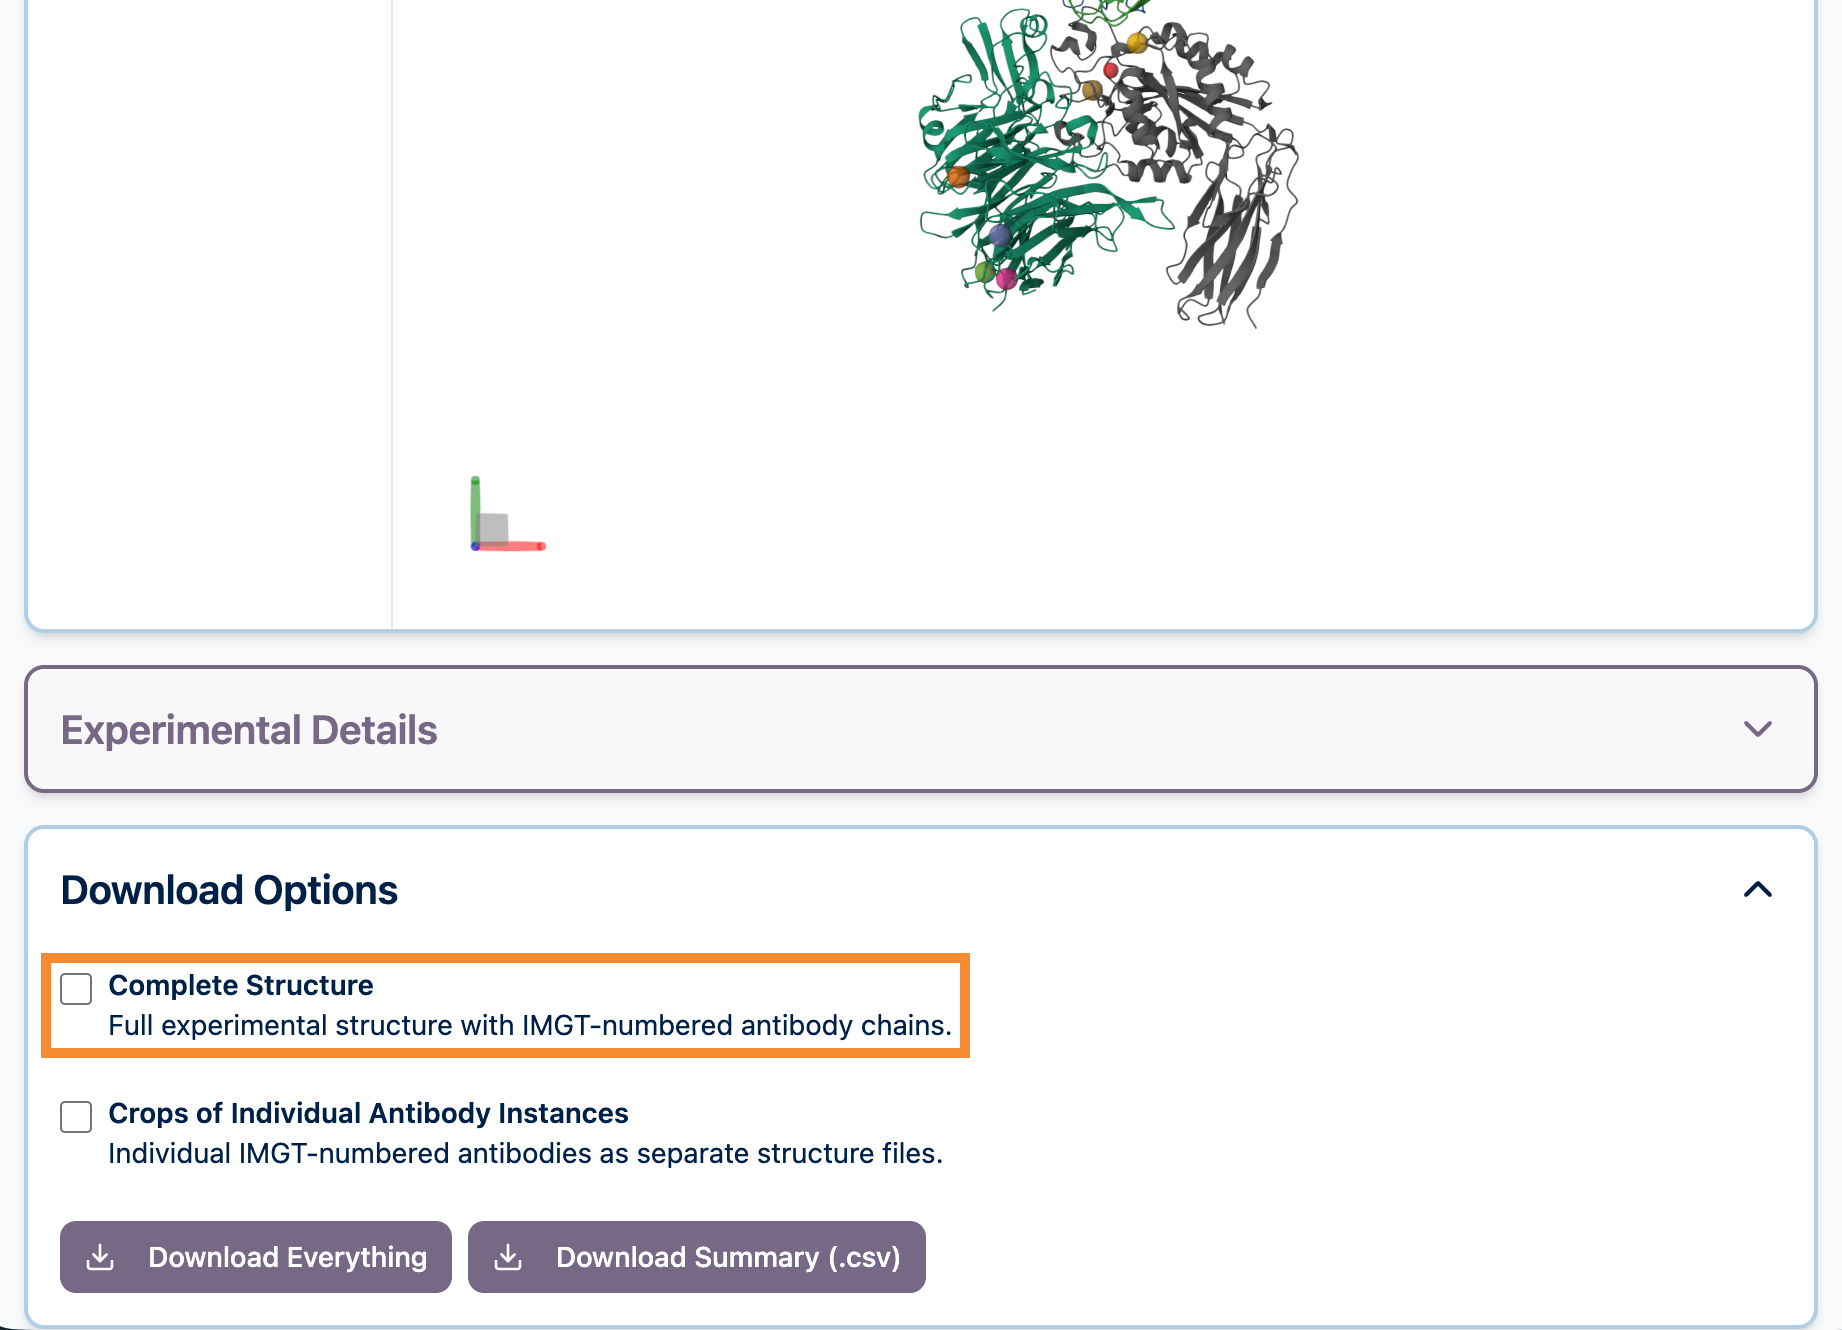 Experimental Details
Download Options
Complete Structure
Full experimental structure with IMGT-numbered antibody chains.
Crops of Individual Antibody Instances
Individual IMGT-numbered antibodies as separate structure files.
Download Everything
Download Summary (.csv)